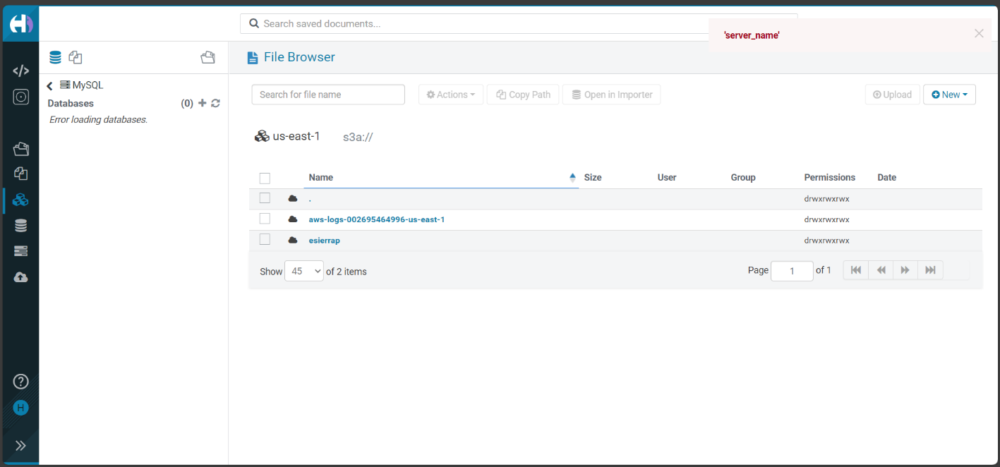 Search saved documents...
'server_name'
File Browser
MySQL
Databases (0)
Error loading databases.
Search for file name
Actions
Copy Path
Open in Importer
Upload
New
us-east-1 s3a://
Name Size User Group Permissions Date
. drwxrwxrwx
aws-logs-002695464996-us-east-1 drwxrwxrwx
esierrap drwxrwxrwx
Show 45 of 2 items
Page 1 of 1
H